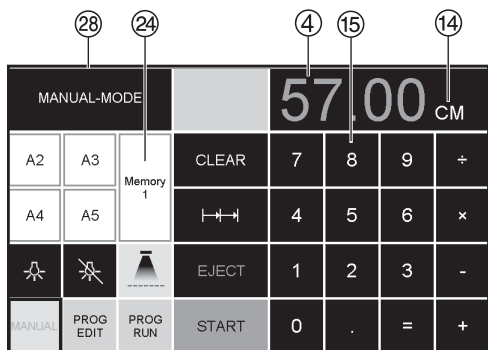 28 24 4 15 14
MANUAL-MODE 57.00 CM
A2 A3 Memory 1 CLEAR 7 8 9 ÷
A4 A5 4 5 6 ×
EJECT 1 2 3 -
MANUAL PROG EDIT PROG RUN START 0 . = +